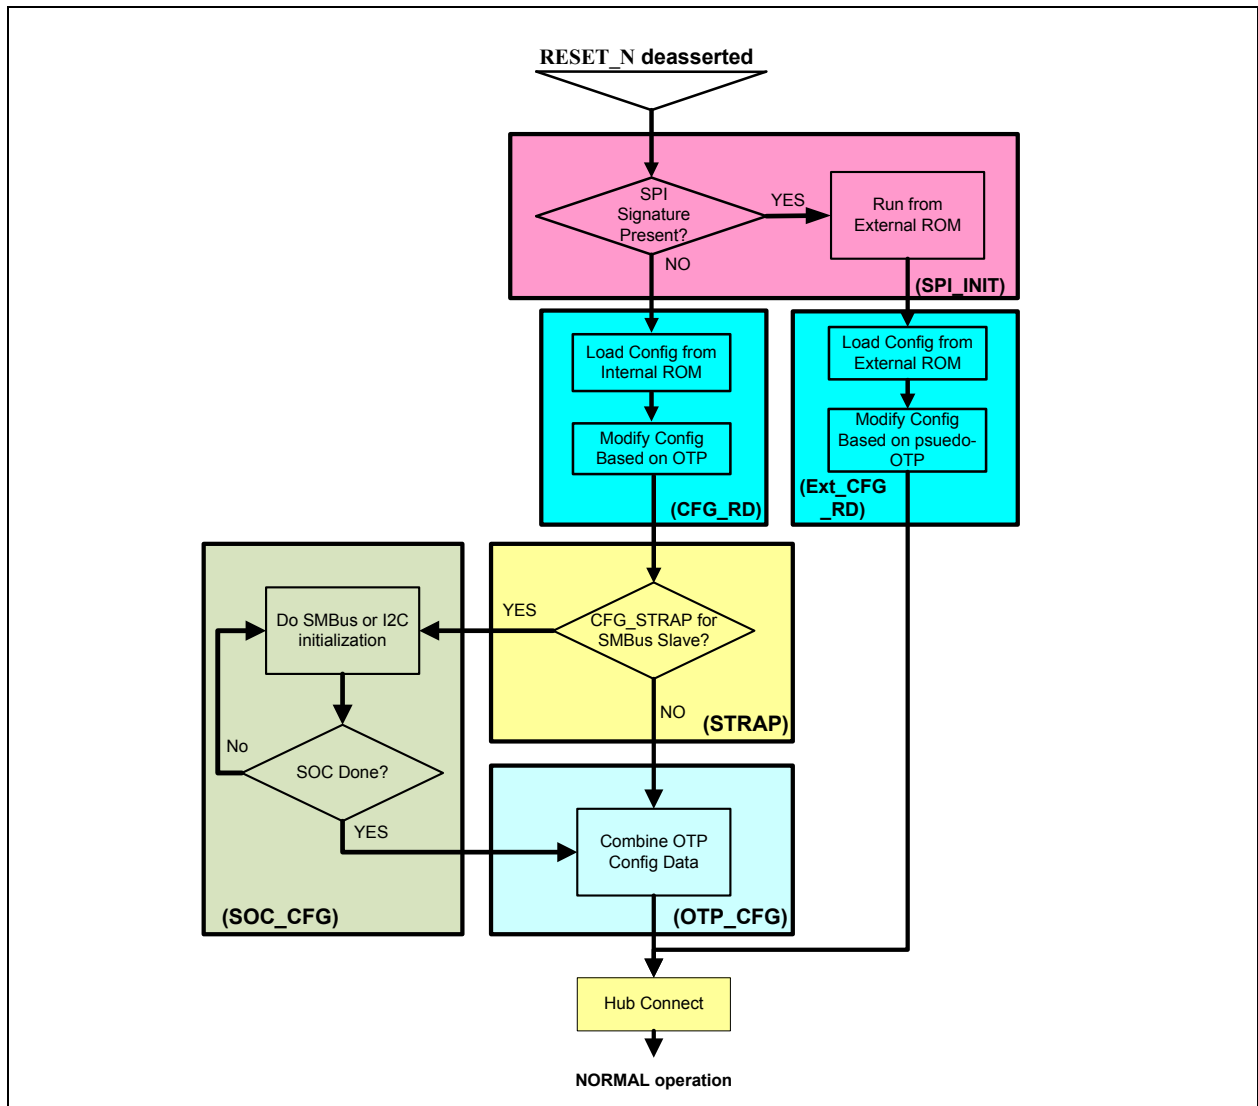 RESET_N deasserted
SPI
Signature
Present?
YES
Run from
External ROM
NO
(SPI_INIT)
Load Config from
Internal ROM
Modify Config
Based on OTP
(CFG_RD)
Load Config from
External ROM
Modify Config
Based on psuedo-
OTP
(Ext_CFG
_RD)
Do SMBus or I2C
initialization
YES
CFG_STRAP for
SMBus Slave?
NO
(STRAP)
No
SOC Done?
YES
(SOC_CFG)
Combine OTP
Config Data
(OTP_CFG)
Hub Connect
NORMAL operation